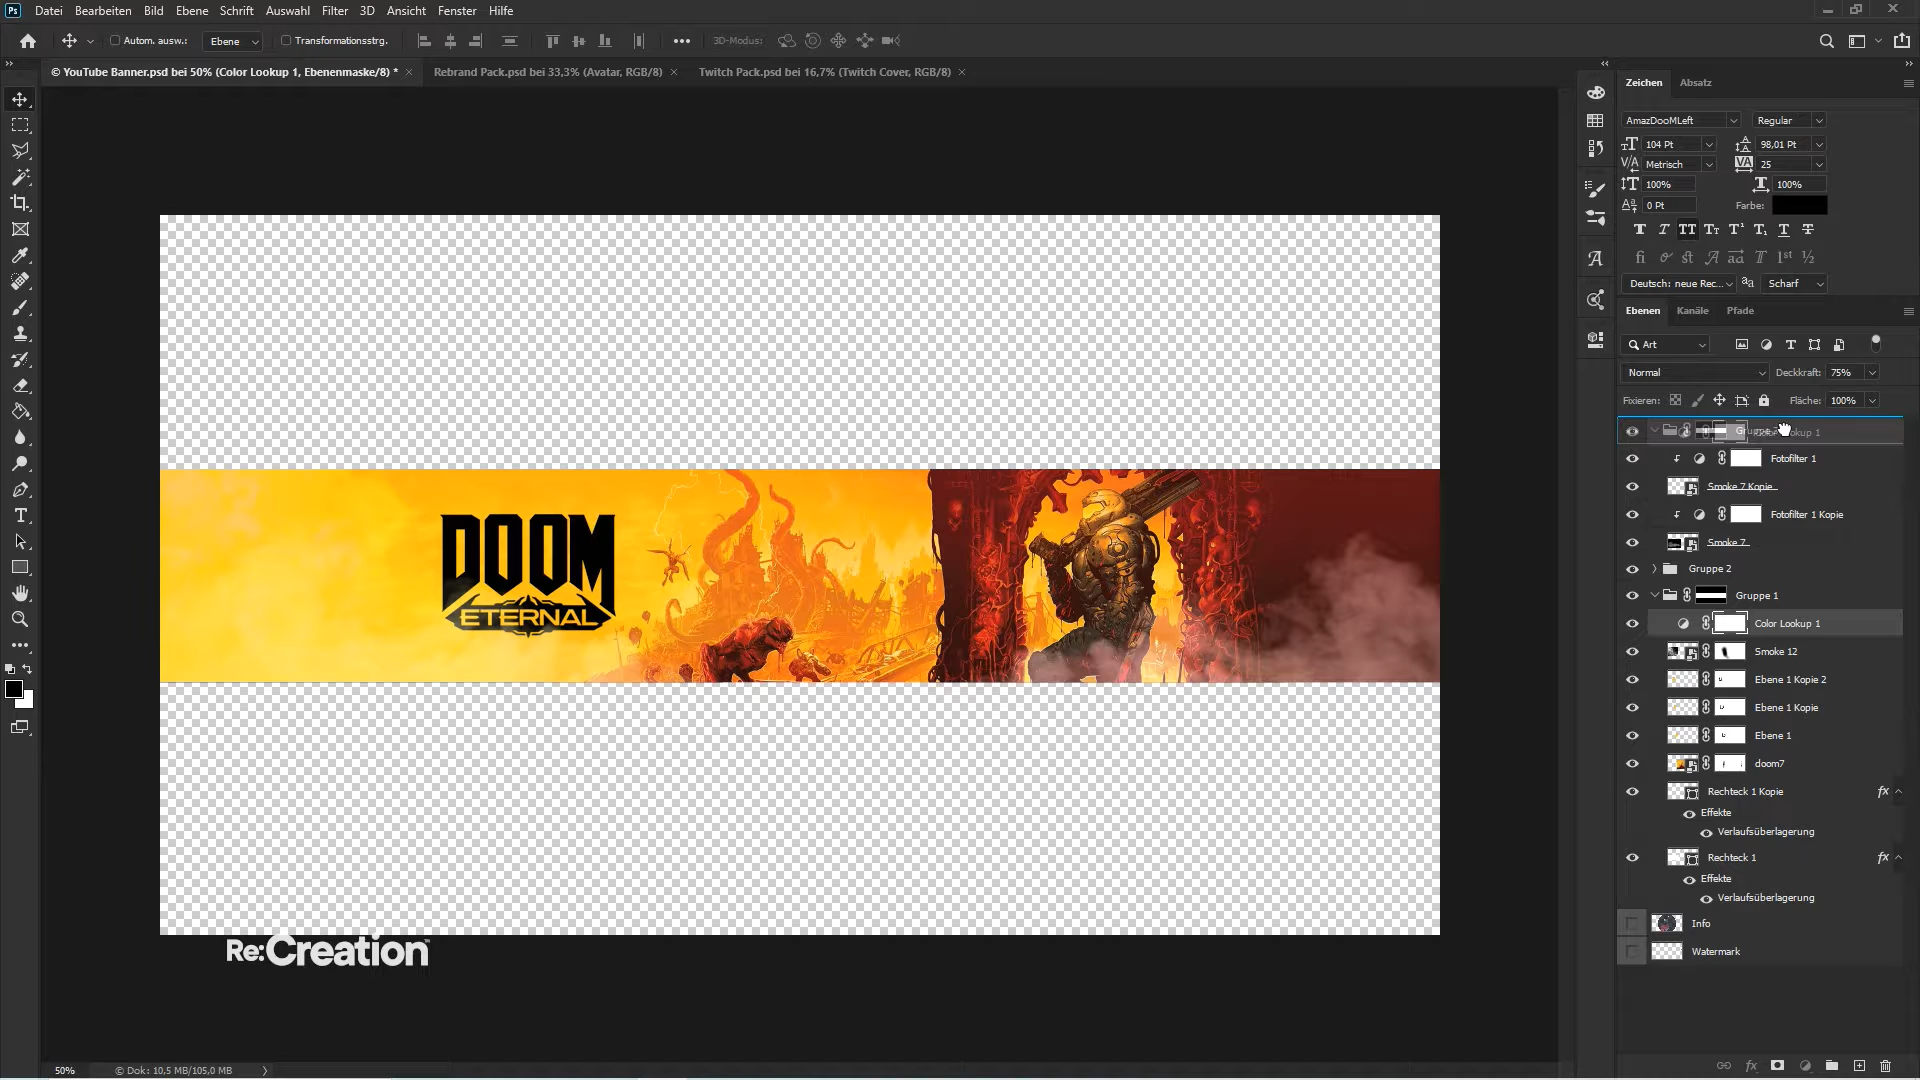 Ps Datei Bearbeiten Bild Ebene Schrift Auswahl Filter 3D Ansicht Fenster Hilfe
Autom. ausw.: Ebene Transformationsstrg. 3D-Modus:
© YouTube Banner.psd bei 50% (Color Lookup 1, Ebenenmaske/8) * Rebrand Pack.psd bei 33,3% (Avatar, RGB/8) Twitch Pack.psd bei 16,7% (Twitch Cover, RGB/8)
Zeichen Absatz
AmazDooMLeft Regular
104 Pt 98,01 Pt
Metrisch 25
100% 100%
0 Pt Farbe:
Deutsch: neue Rec... Scharf
Ebenen Kanäle Pfade
Art
Normal Deckkraft: 75%
Fixieren: Fläche: 100%
Fotofilter 1
Smoke 7 Kopie
Fotofilter 1 Kopie
Smoke 7
Gruppe 2
Gruppe 1
Color Lookup 1
Smoke 12
Ebene 1 Kopie 2
Ebene 1 Kopie
Ebene 1
doom7
Rechteck 1 Kopie fx
Effekte
Verlaufsüberlagerung
Rechteck 1 fx
Effekte
Verlaufsüberlagerung
Info
Watermark
DOOM
ETERNAL
Re:Creation
50% © Dok: 10,5 MB/105,0 MB